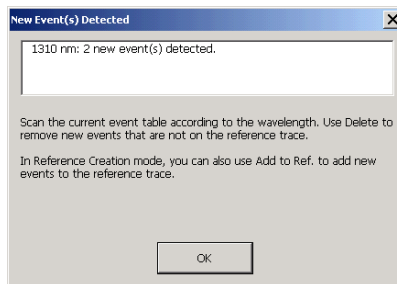 New Event(s) Detected
1310 nm: 2 new event(s) detected.
Scan the current event table according to the wavelength. Use Delete to
remove new events that are not on the reference trace.
In Reference Creation mode, you can also use Add to Ref. to add new
events to the reference trace.
OK